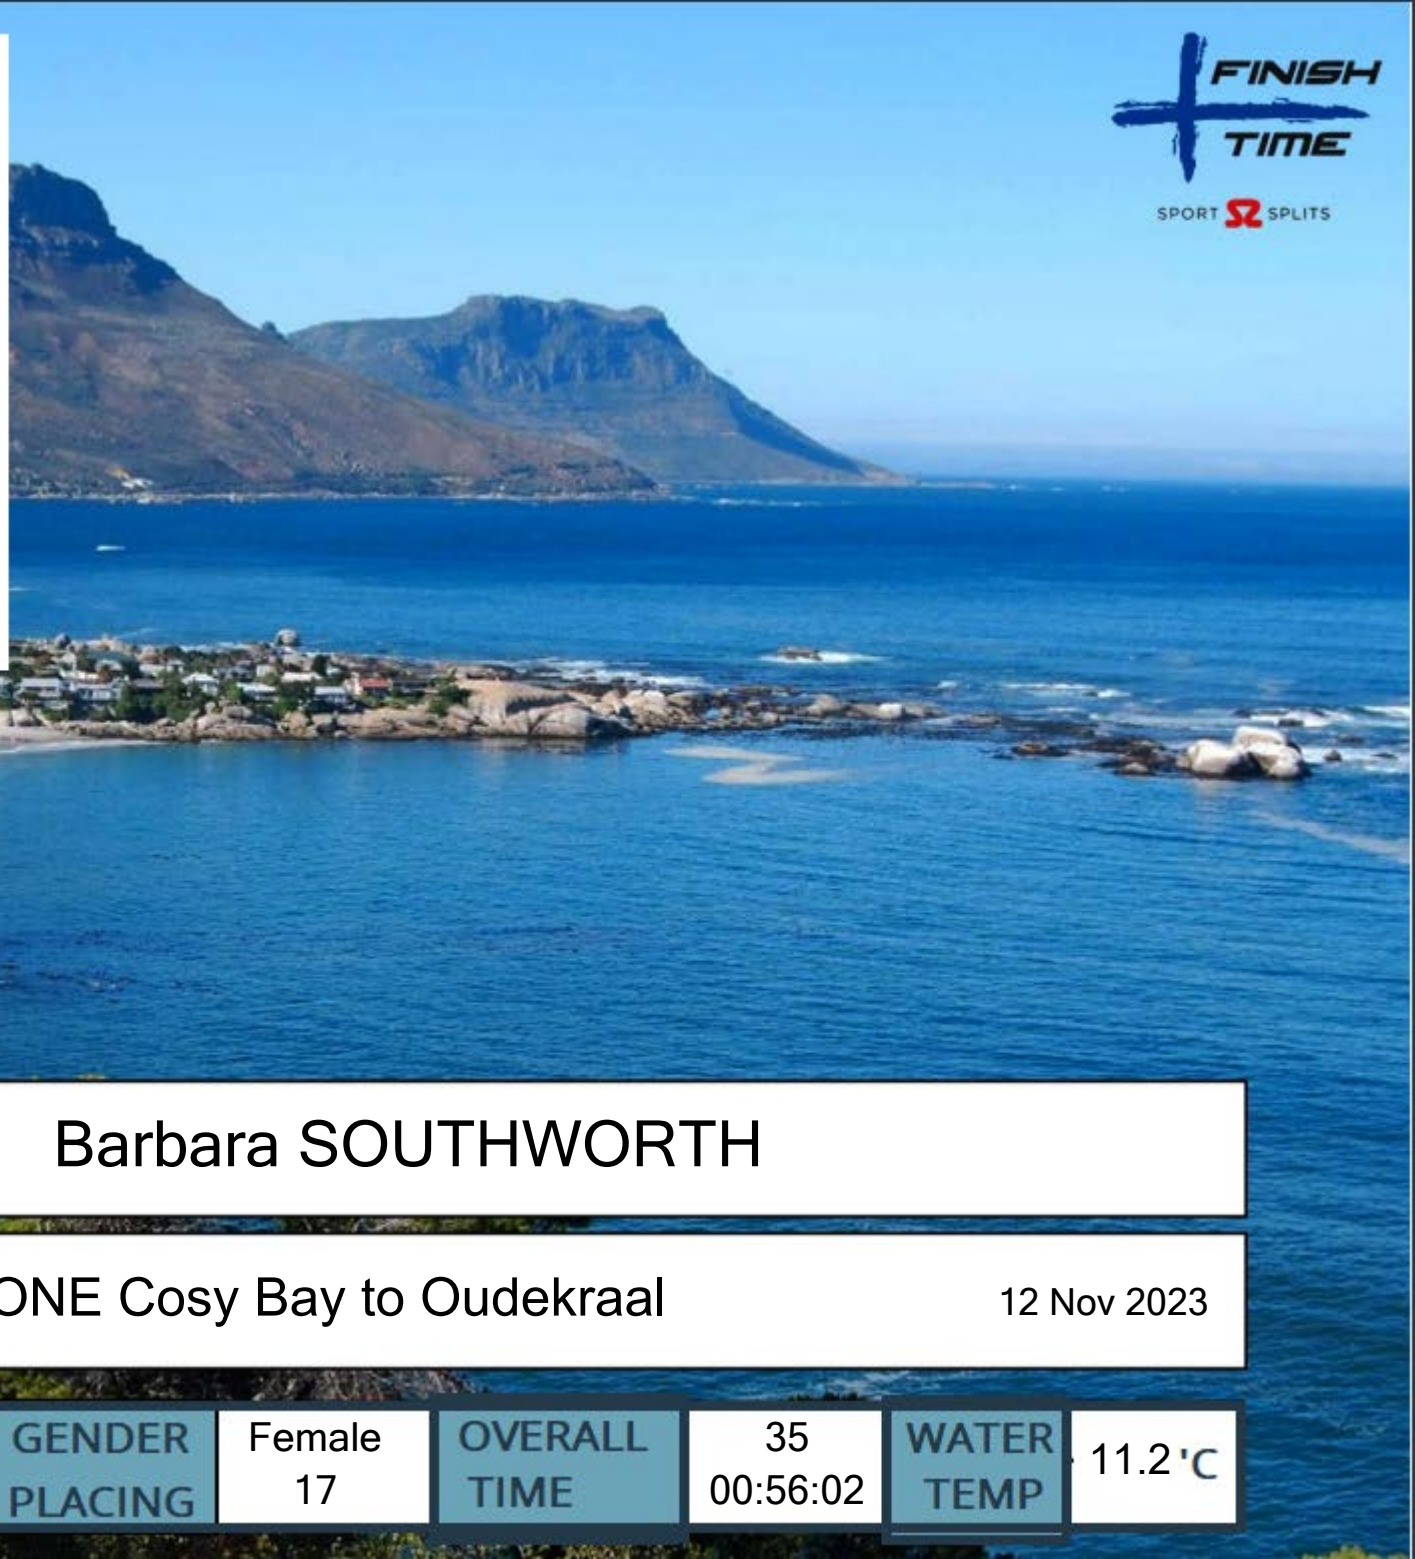 FINISH
TIME
SPORT SPLITS
Barbara SOUTHWORTH
ONE Cosy Bay to Oudekraal
12 Nov 2023
GENDER PLACING
Female 17
OVERALL TIME
35 00:56:02
WATER TEMP
11.2 'C